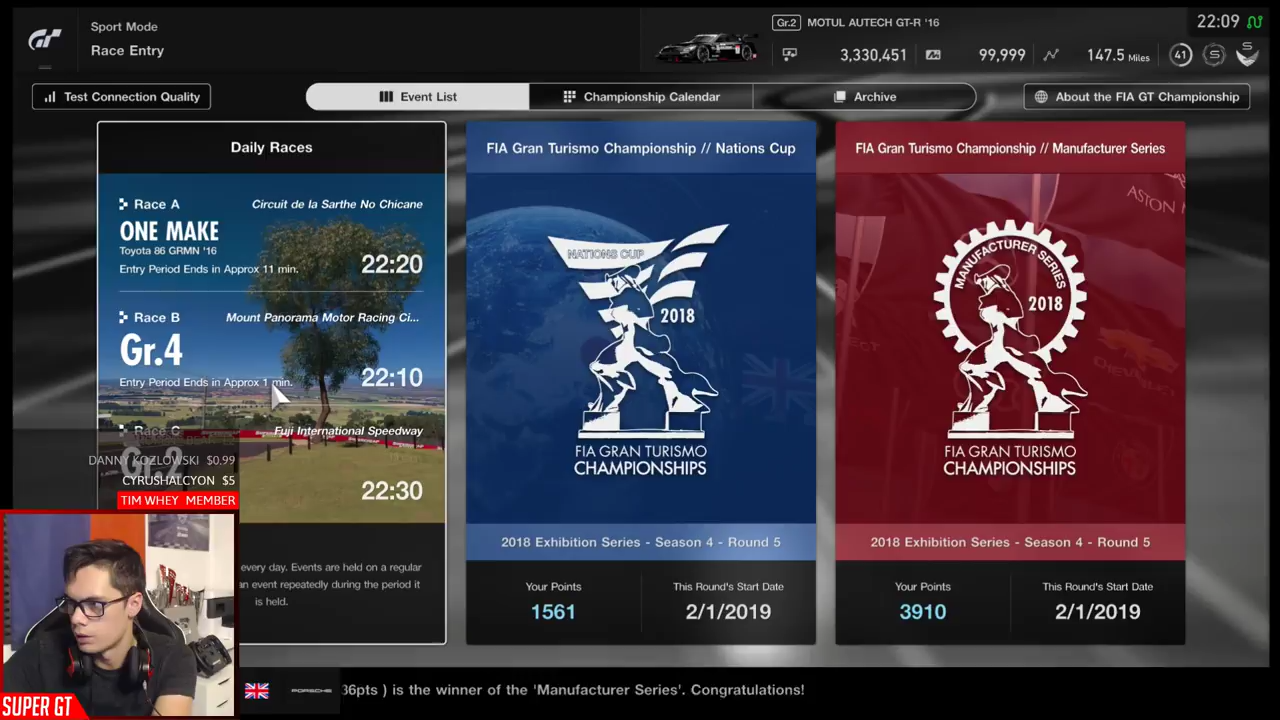 Sport Mode
Race Entry
Gr.2 MOTUL AUTECH GT-R '16
22:09
3,330,451
99,999
147.5 Miles
41
S
S
Test Connection Quality
Event List
Championship Calendar
Archive
About the FIA GT Championship
Daily Races
Race A
Circuit de la Sarthe No Chicane
ONE MAKE
Toyota 86 GRMN '16
Entry Period Ends in Approx 11 min.
22:20
Race B
Mount Panorama Motor Racing Ci...
Gr.4
Entry Period Ends in Approx 1 min.
22:10
Race C
Fuji International Speedway
Gr.2
22:30
DANNY KOZLOWSKI $0.99
CYRUSHALCYON $5
TIM WHEY MEMBER
every day. Events are held on a regular
an event repeatedly during the period it
is held.
SUPER GT
FIA Gran Turismo Championship // Nations Cup
NATIONS CUP
2018
FIA GRAN TURISMO
CHAMPIONSHIPS
2018 Exhibition Series - Season 4 - Round 5
Your Points
1561
This Round's Start Date
2/1/2019
FIA Gran Turismo Championship // Manufacturer Series
ASTON
MANUFACTURER SERIES
2018
FIA GRAN TURISMO
CHAMPIONSHIPS
2018 Exhibition Series - Season 4 - Round 5
Your Points
3910
This Round's Start Date
2/1/2019
PORSCHE
36pts ) is the winner of the 'Manufacturer Series'. Congratulations!